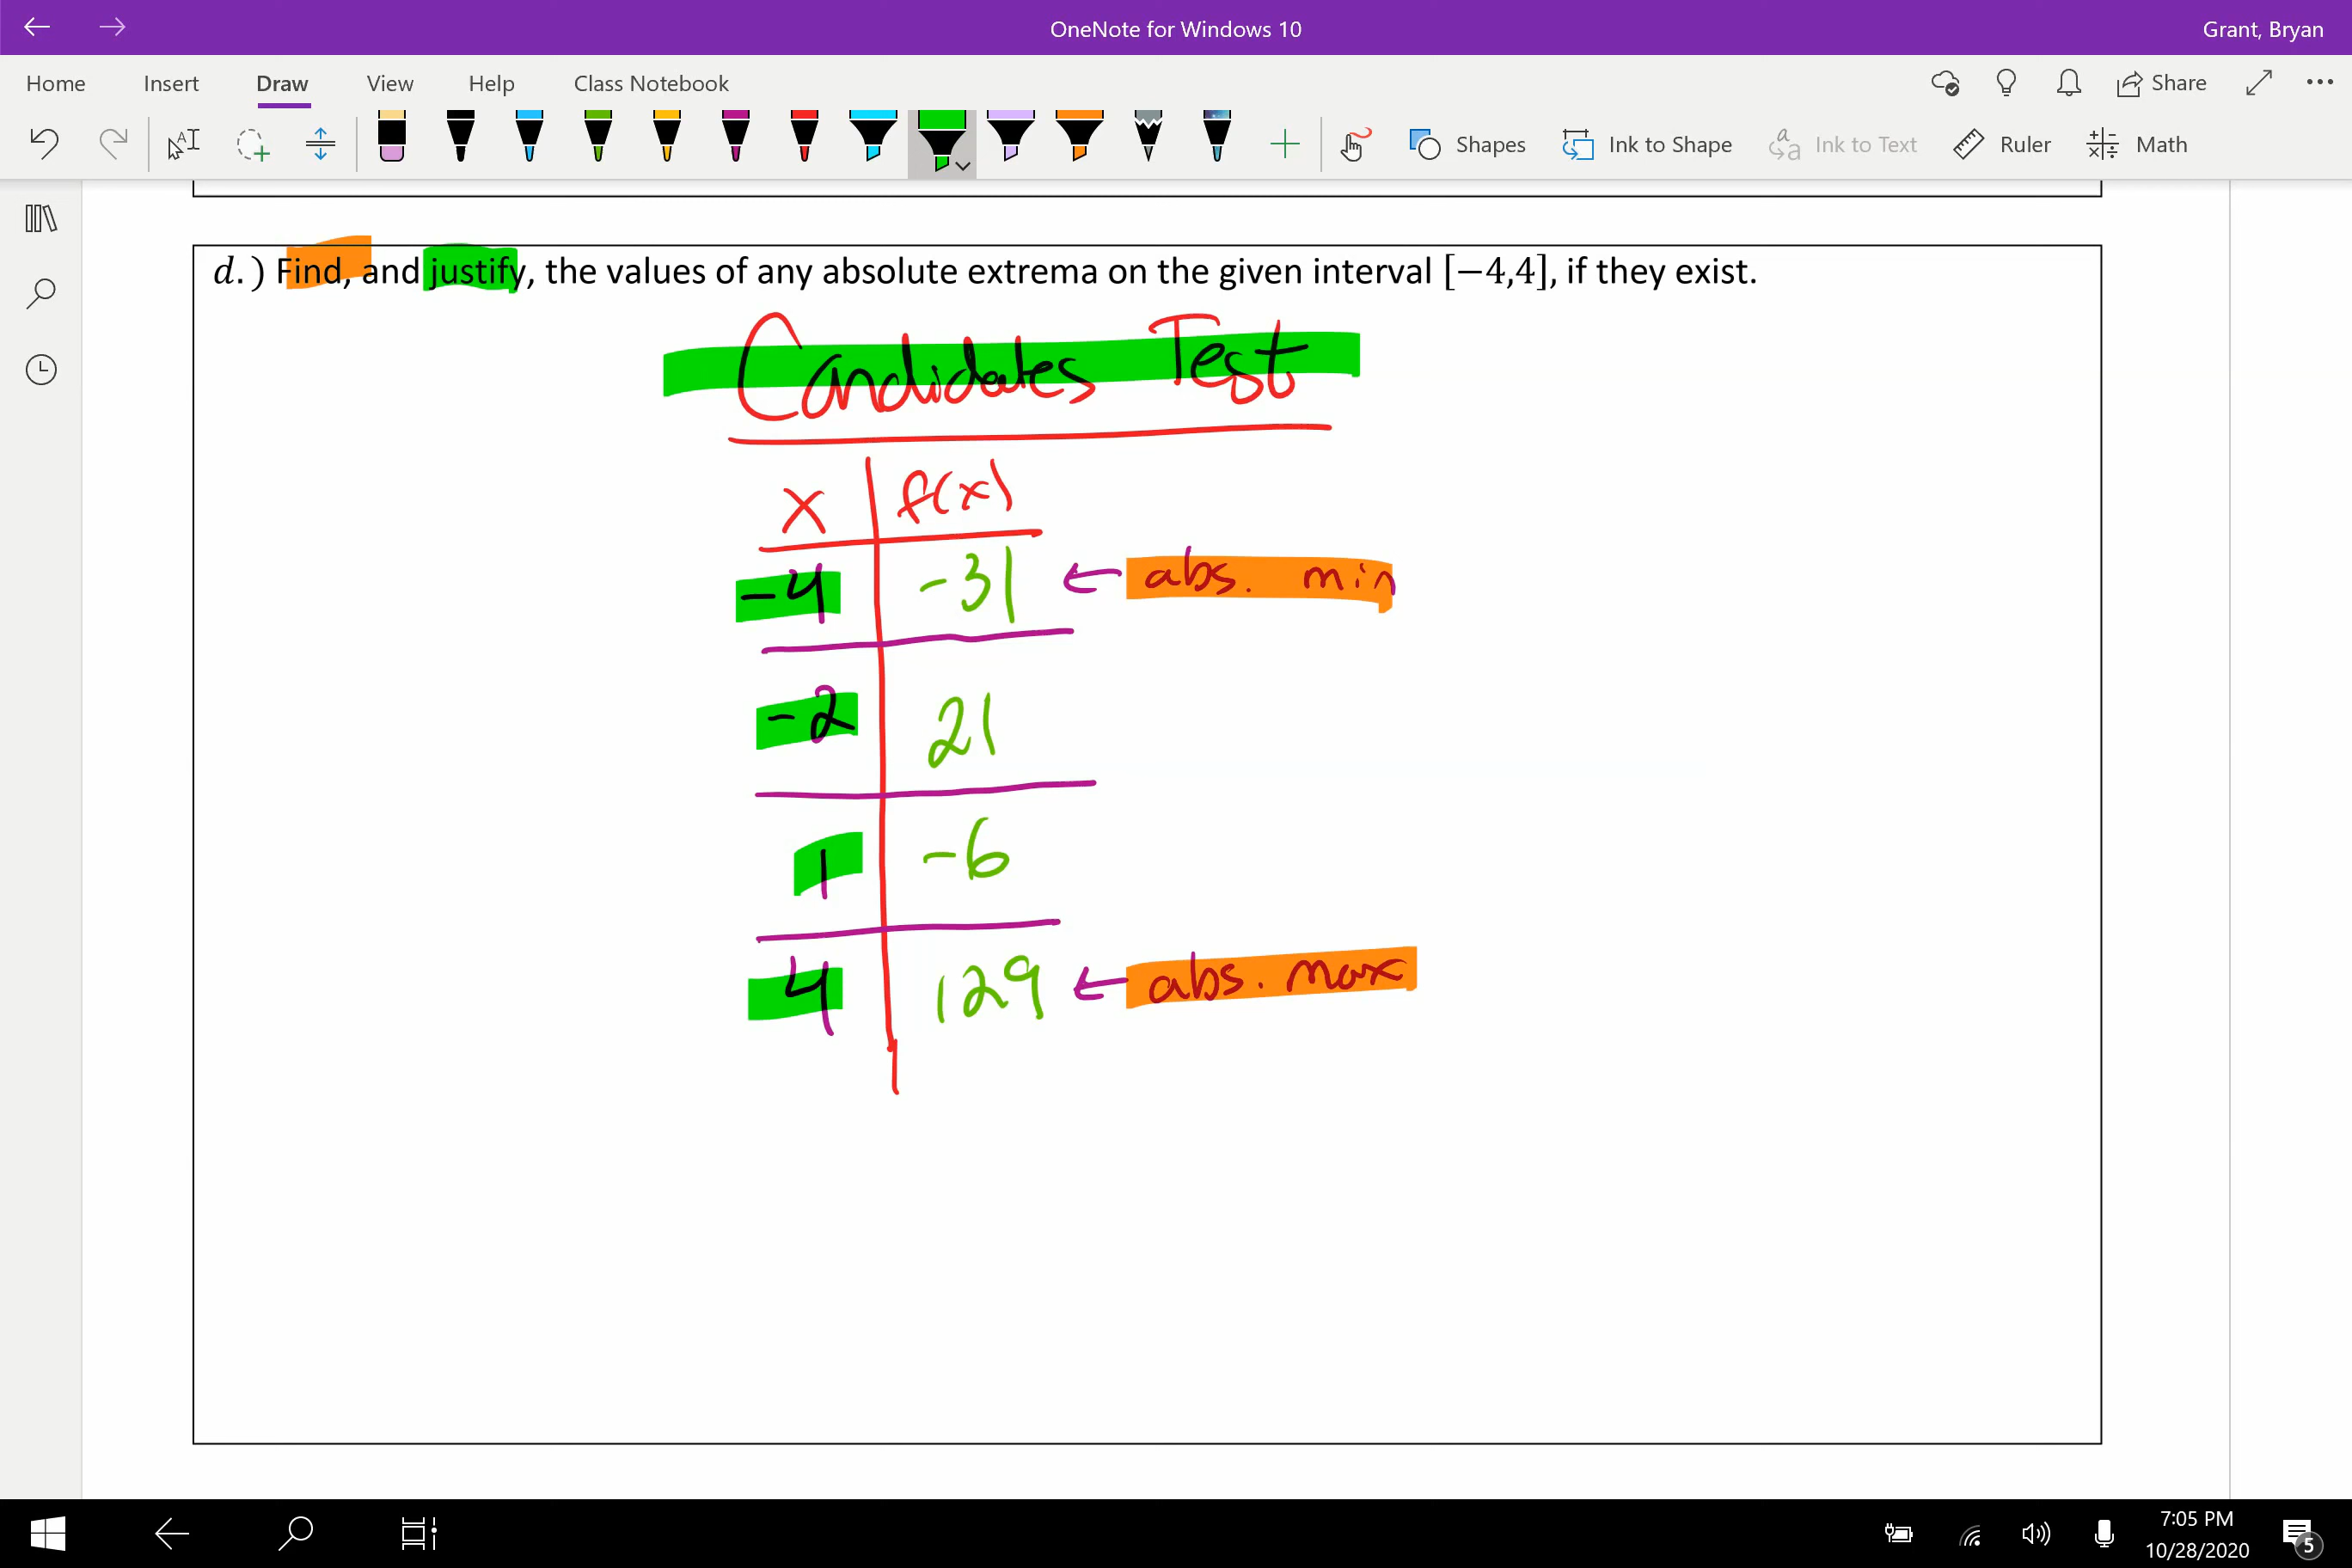 OneNote for Windows 10
Grant, Bryan
Home Insert Draw View Help Class Notebook Share
Shapes Ink to Shape Ink to Text Ruler Math
d.) Find, and justify, the values of any absolute extrema on the given interval [−4,4], if they exist.
Candidates Test
x f(x)
-4 -31 ← abs. min
-2 21
1 -6
4 129 ← abs. max
7:05 PM
10/28/2020
5